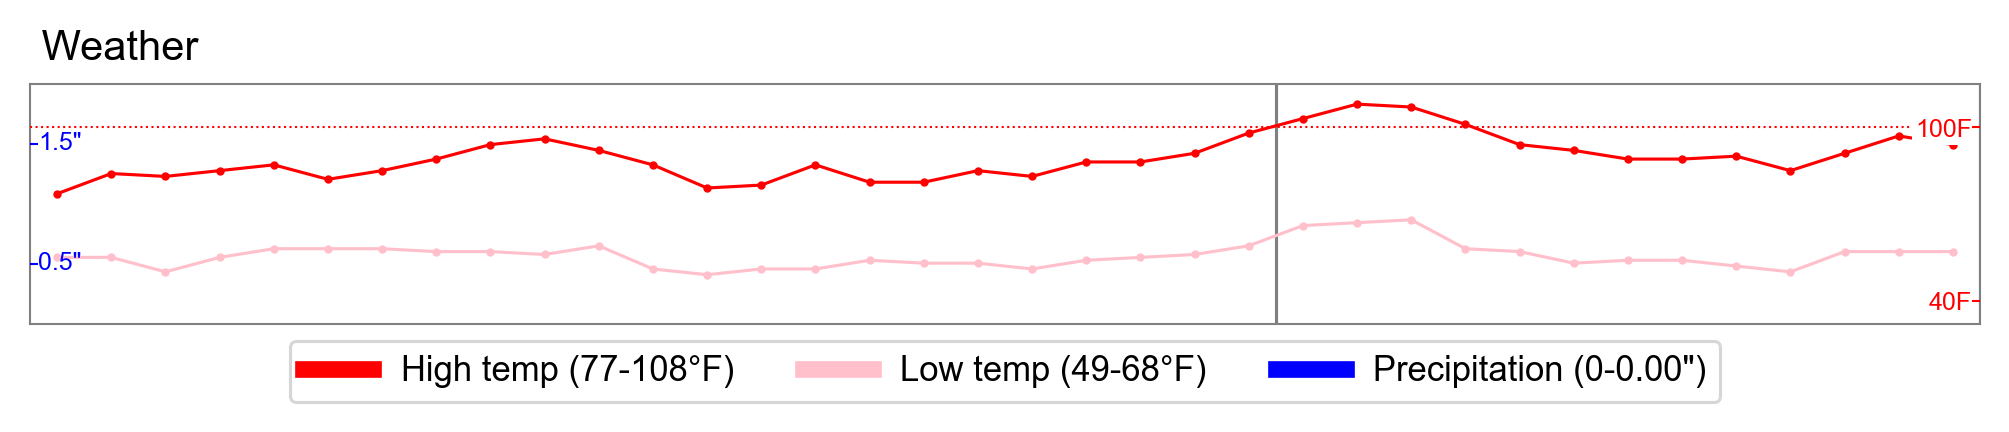 Weather
1.5"
100F
0.5"
40F
High temp (77-108°F)
Low temp (49-68°F)
Precipitation (0-0.00")